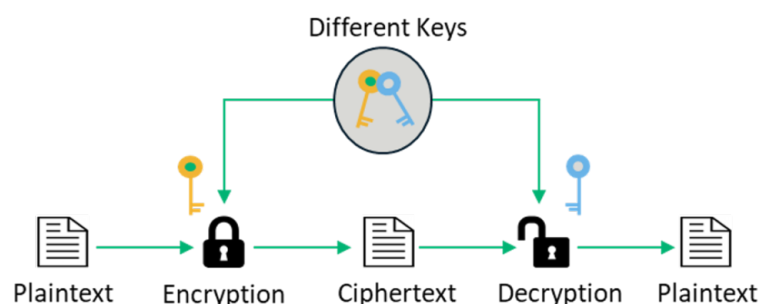 Different Keys
Plaintext
Encryption
Ciphertext
Decryption
Plaintext